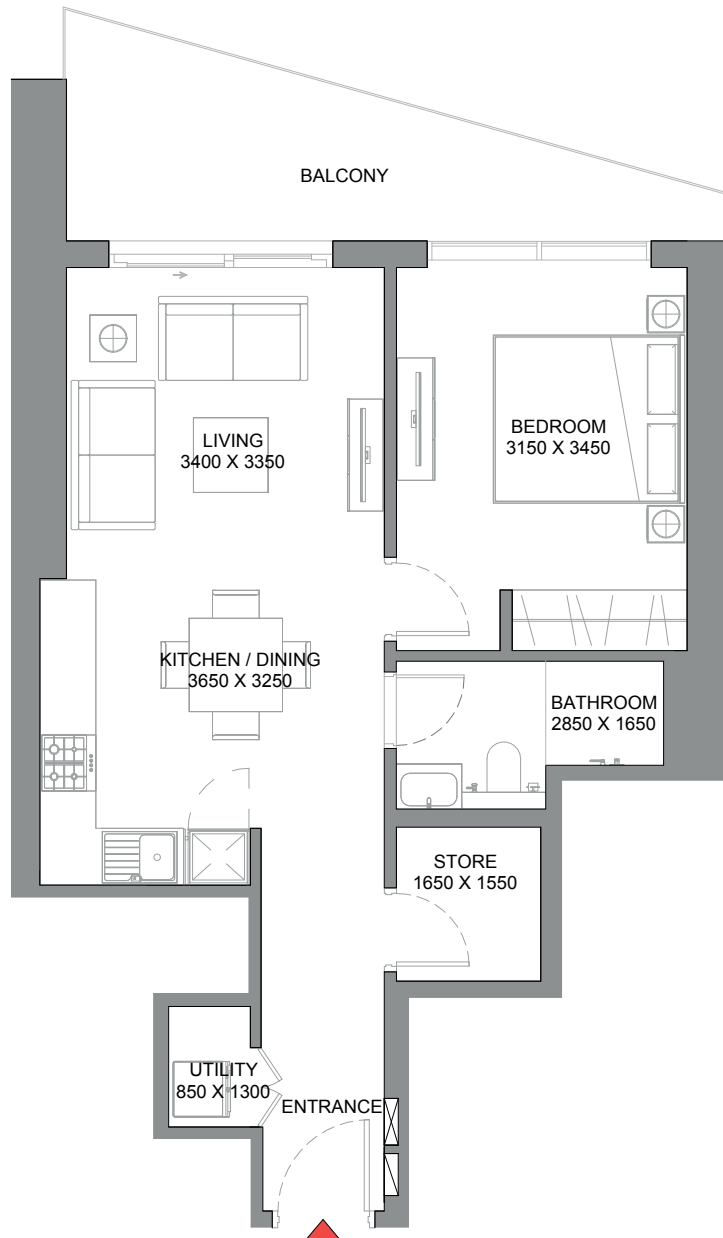 BALCONY
LIVING
3400 X 3350
BEDROOM
3150 X 3450
KITCHEN / DINING
3650 X 3250
BATHROOM
2850 X 1650
STORE
1650 X 1550
UTILITY
850 X 1300
ENTRANCE